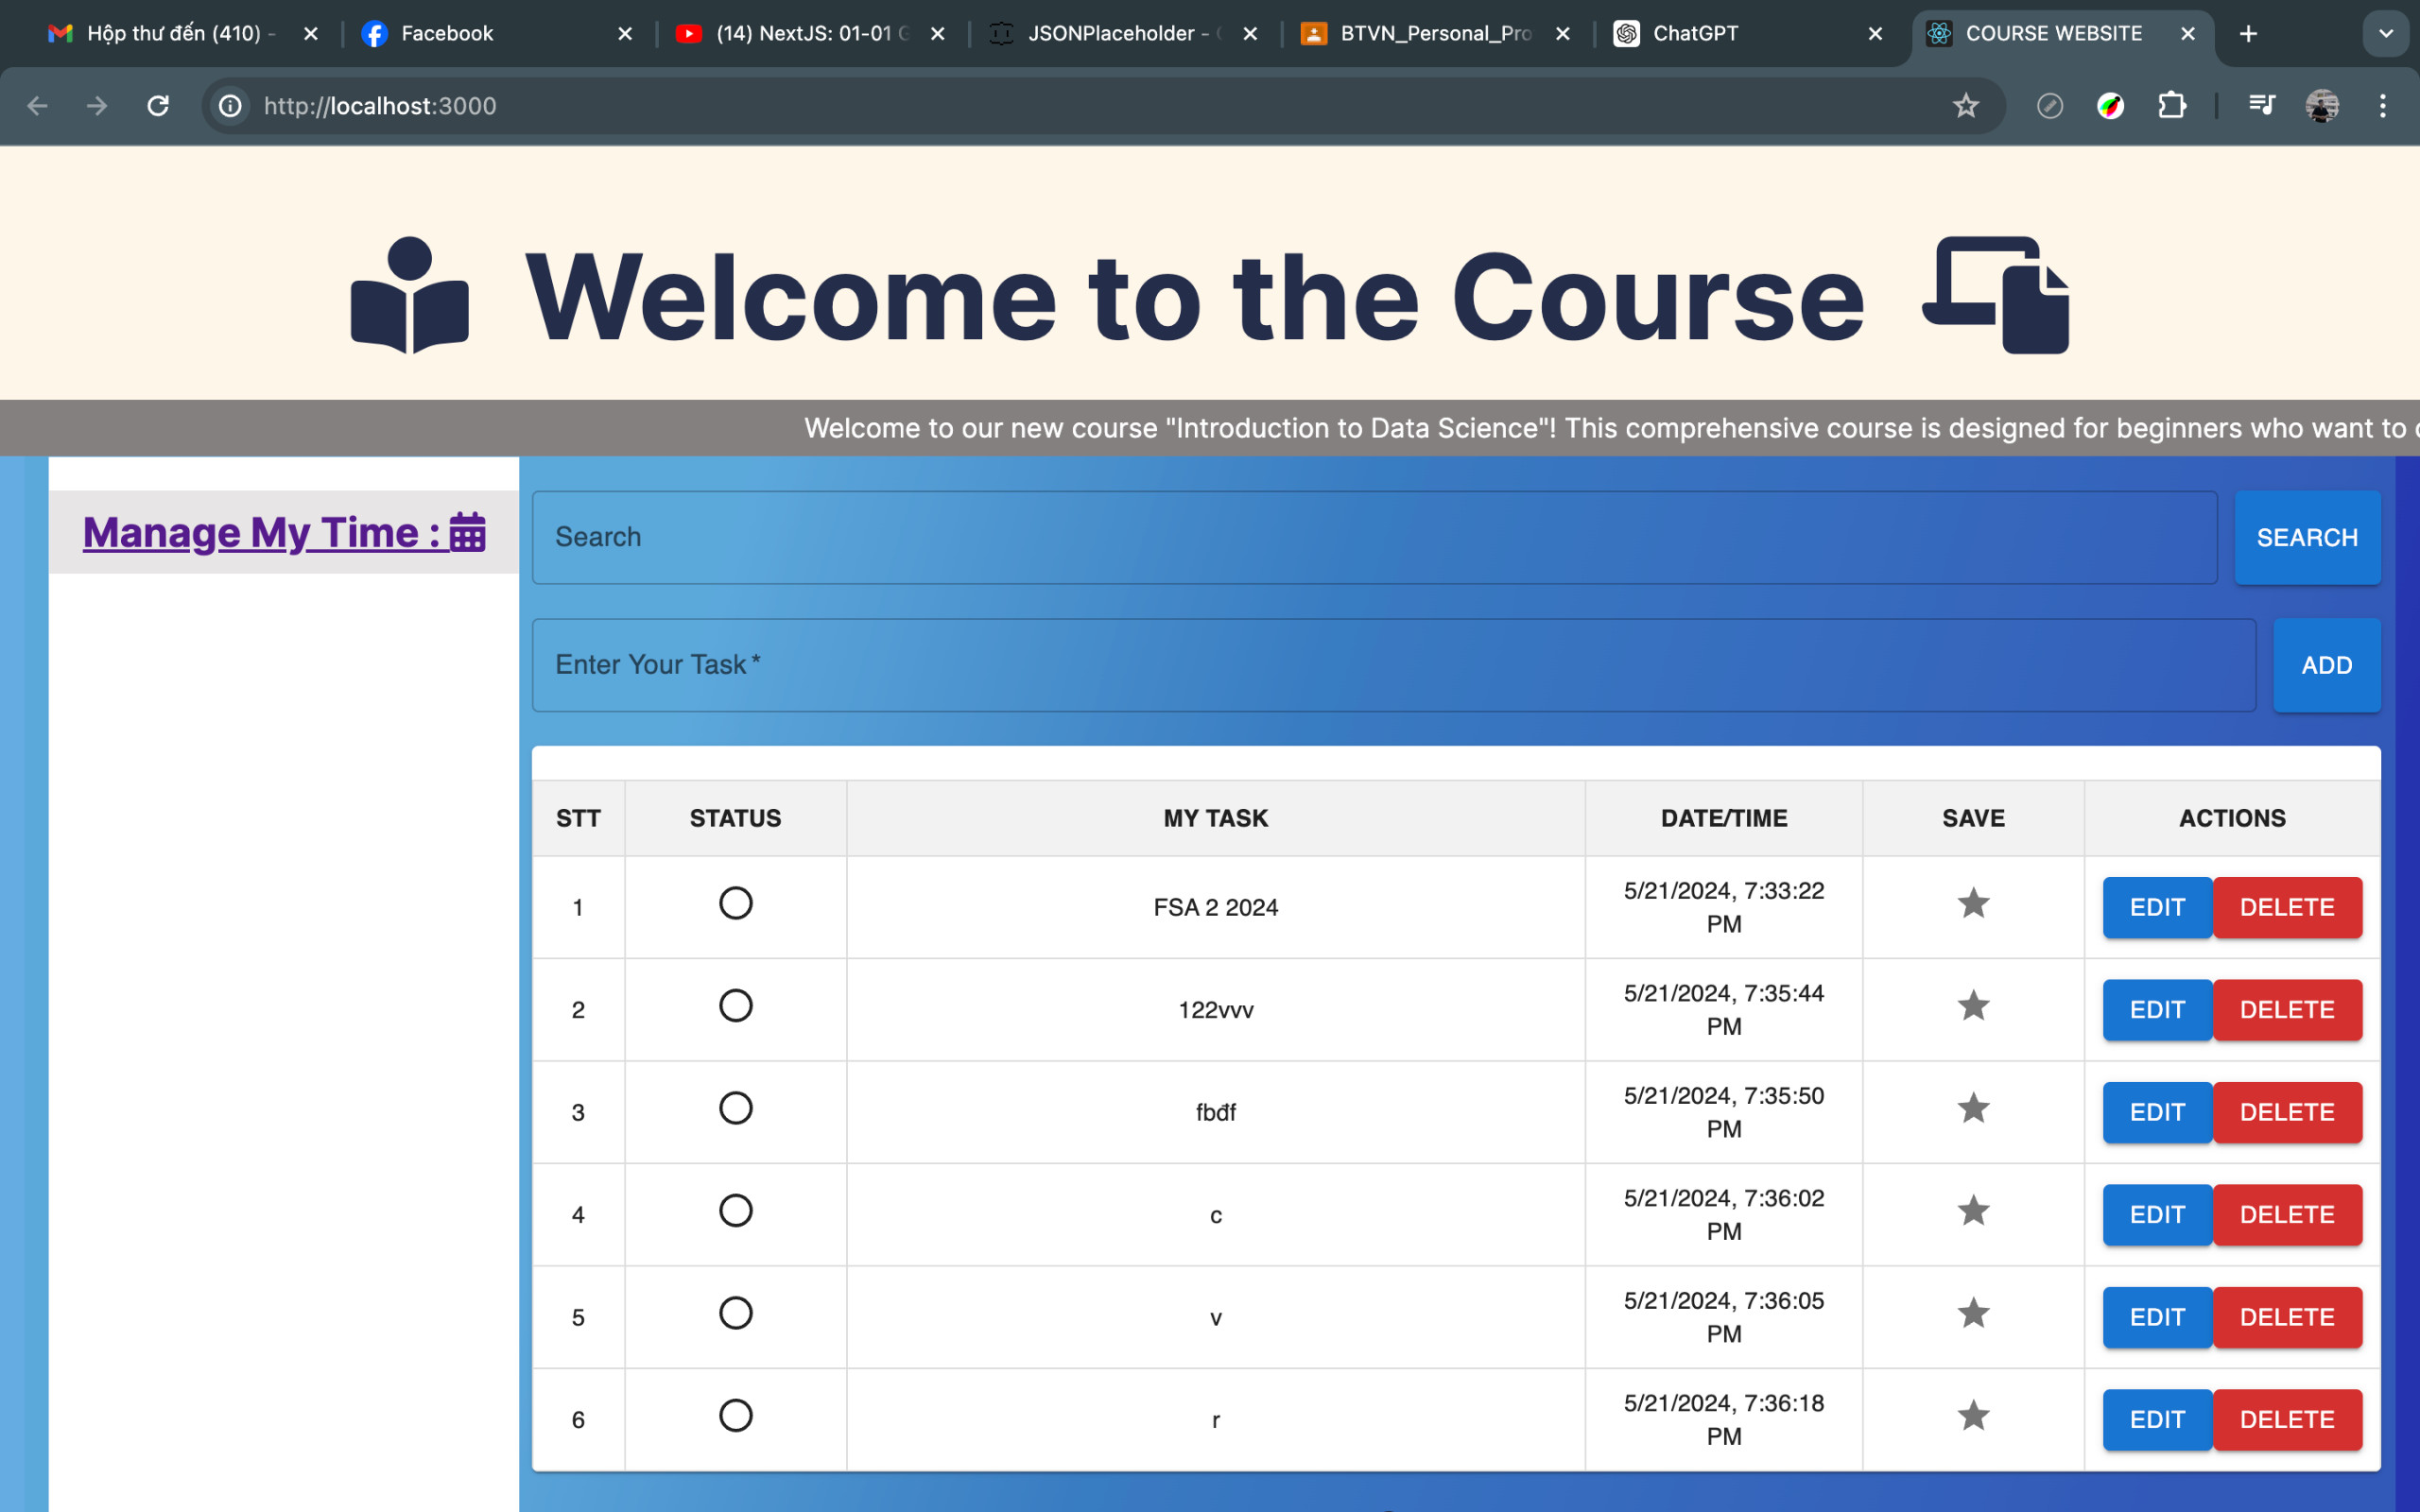 Hộp thư đến (410) -
Facebook
(14) NextJS: 01-01
JSONPlaceholder -
BTVN_Personal_Pro
ChatGPT
COURSE WEBSITE
http://localhost:3000
Welcome to the Course
Welcome to our new course "Introduction to Data Science"! This comprehensive course is designed for beginners who want to
Manage My Time :
Search
SEARCH
Enter Your Task *
ADD
STT STATUS MY TASK DATE/TIME SAVE ACTIONS
1 FSA 2 2024 5/21/2024, 7:33:22 PM EDIT DELETE
2 122vvv 5/21/2024, 7:35:44 PM EDIT DELETE
3 fbđf 5/21/2024, 7:35:50 PM EDIT DELETE
4 c 5/21/2024, 7:36:02 PM EDIT DELETE
5 v 5/21/2024, 7:36:05 PM EDIT DELETE
6 r 5/21/2024, 7:36:18 PM EDIT DELETE